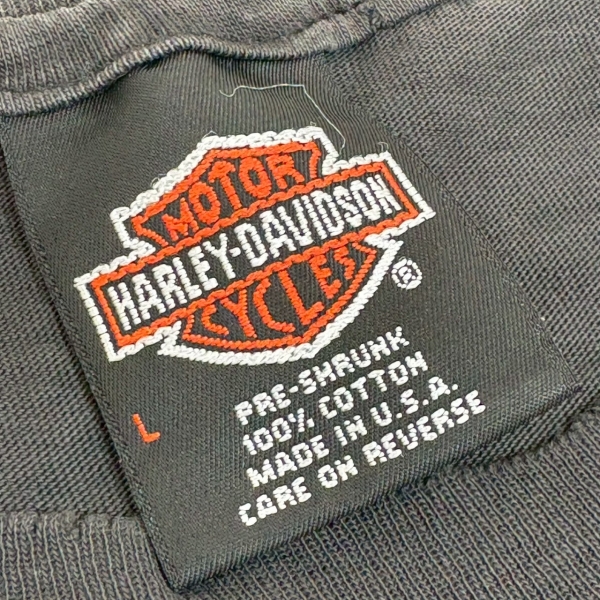 MOTOR
HARLEY-DAVIDSON
CYCLES
®
L
PRE-SHRUNK
100% COTTON
MADE IN U.S.A.
CARE ON REVERSE